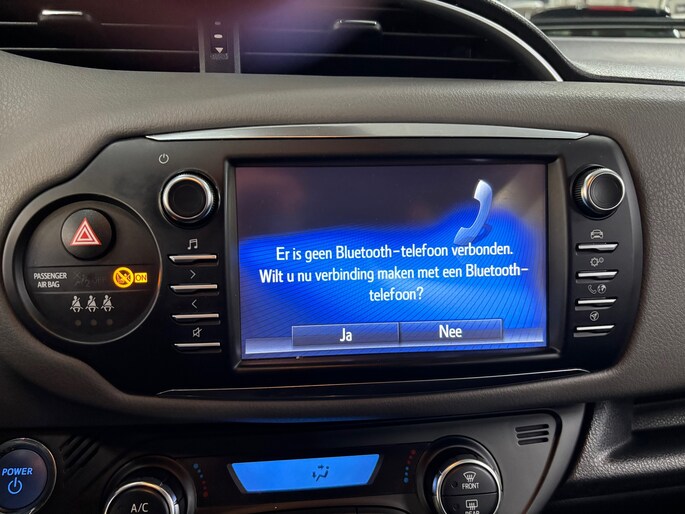 Er is geen Bluetooth-telefoon verbonden.
Wilt u nu verbinding maken met een Bluetooth-
telefoon?
Ja
Nee
PASSENGER
AIR BAG
ON
POWER
A/C
FRONT
REAR